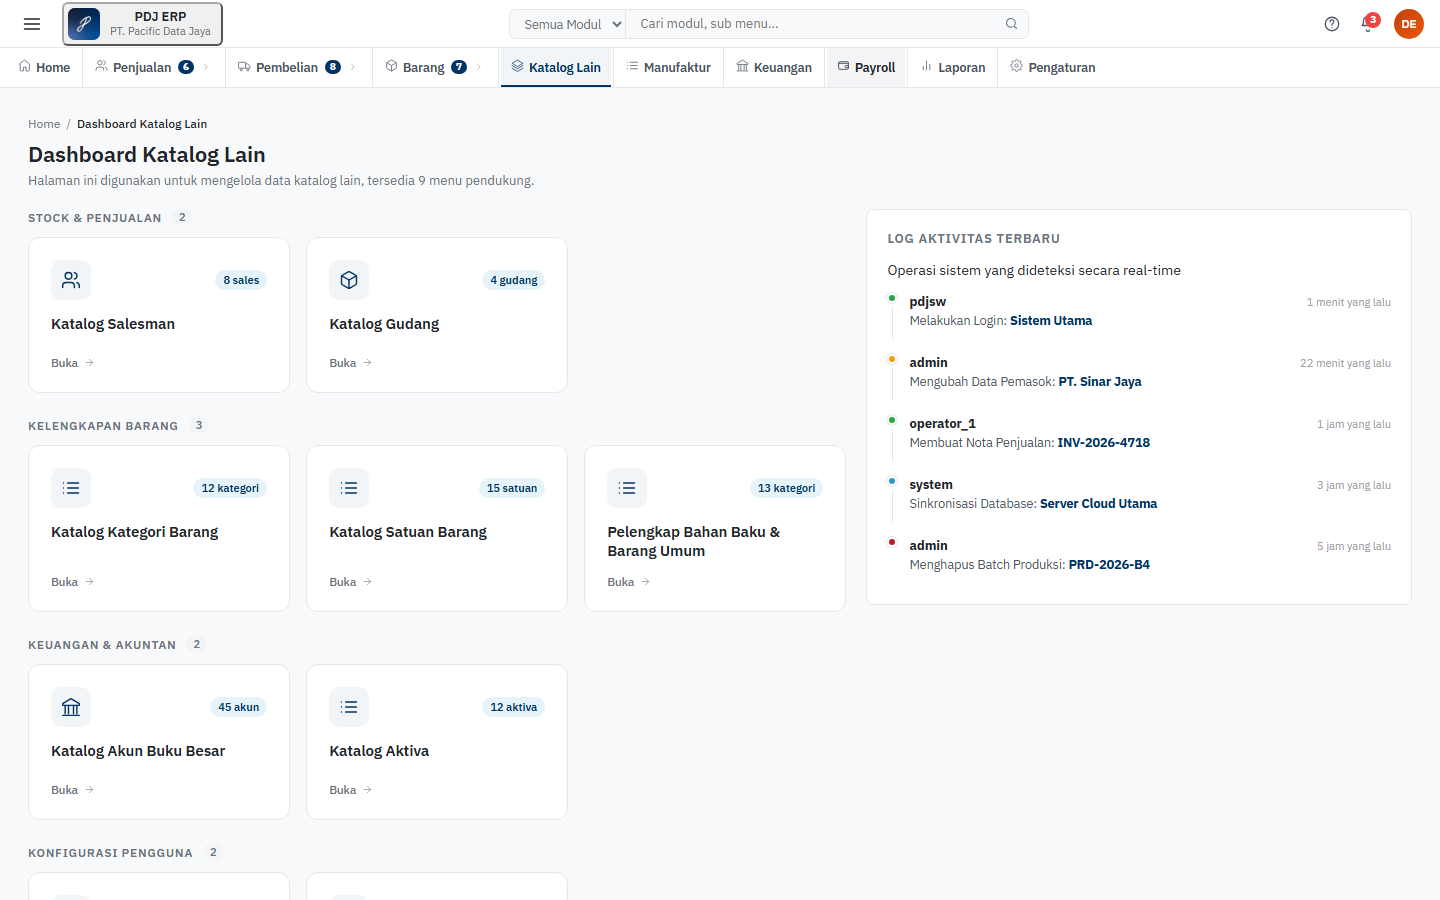 PDJ ERP
PT. Pacific Data Jaya
Semua Modul
Cari modul, sub menu...
3
DE
Home
Penjualan 6
Pembelian 8
Barang 7
Katalog Lain
Manufaktur
Keuangan
Payroll
Laporan
Pengaturan
Home / Dashboard Katalog Lain
Dashboard Katalog Lain
Halaman ini digunakan untuk mengelola data katalog lain, tersedia 9 menu pendukung.
STOCK & PENJUALAN 2
8 sales
Katalog Salesman
Buka
4 gudang
Katalog Gudang
Buka
KELENGKAPAN BARANG 3
12 kategori
Katalog Kategori Barang
Buka
15 satuan
Katalog Satuan Barang
Buka
13 kategori
Pelengkap Bahan Baku &
Barang Umum
Buka
KEUANGAN & AKUNTAN 2
45 akun
Katalog Akun Buku Besar
Buka
12 aktiva
Katalog Aktiva
Buka
KONFIGURASI PENGGUNA 2
LOG AKTIVITAS TERBARU
Operasi sistem yang dideteksi secara real-time
pdjsw 1 menit yang lalu
Melakukan Login: Sistem Utama
admin 22 menit yang lalu
Mengubah Data Pemasok: PT. Sinar Jaya
operator_1 1 jam yang lalu
Membuat Nota Penjualan: INV-2026-4718
system 3 jam yang lalu
Sinkronisasi Database: Server Cloud Utama
admin 5 jam yang lalu
Menghapus Batch Produksi: PRD-2026-B4